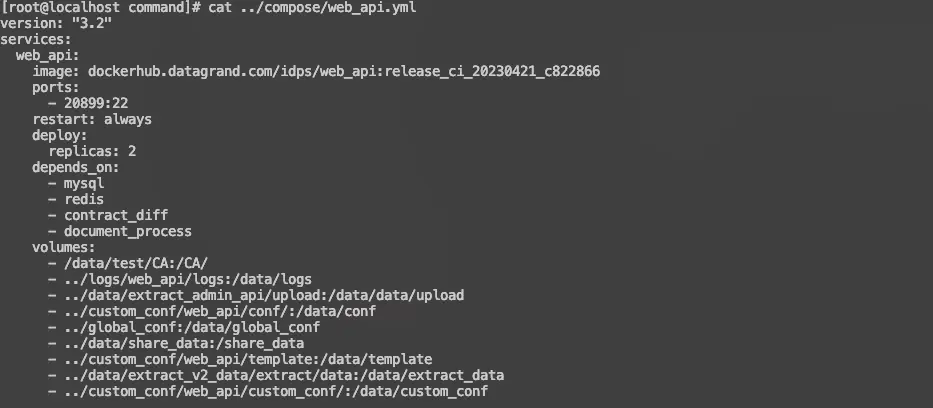 [root@localhost command]# cat ../compose/web_api.yml
version: "3.2"
services:
  web_api:
    image: dockerhub.datagrand.com/idps/web_api:release_ci_20230421_c822866
    ports:
      - 20899:22
    restart: always
    deploy:
      replicas: 2
    depends_on:
      - mysql
      - redis
      - contract_diff
      - document_process
    volumes:
      - /data/test/CA:/CA/
      - ../logs/web_api/logs:/data/logs
      - ../data/extract_admin_api/upload:/data/data/upload
      - ../custom_conf/web_api/conf/:/data/conf
      - ../global_conf:/data/global_conf
      - ../data/share_data:/share_data
      - ../custom_conf/web_api/template:/data/template
      - ../data/extract_v2_data/extract/data:/data/extract_data
      - ../custom_conf/web_api/custom_conf/:/data/custom_conf